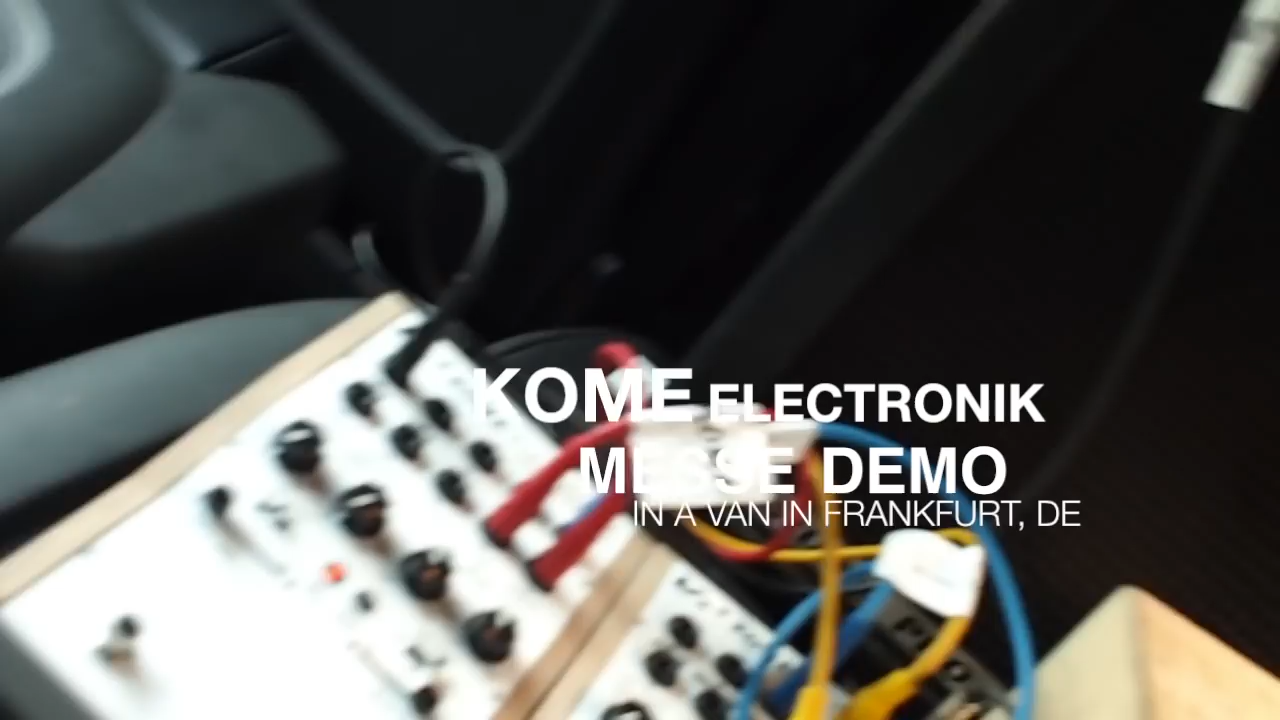 KOME ELECTRONIK
MESSE DEMO
IN A VAN IN FRANKFURT, DE